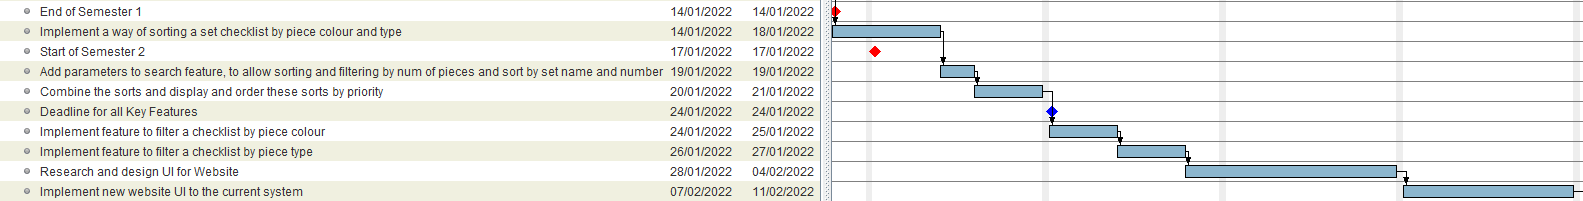 End of Semester 1 14/01/2022 14/01/2022
Implement a way of sorting a set checklist by piece colour and type 14/01/2022 18/01/2022
Start of Semester 2 17/01/2022 17/01/2022
Add parameters to search feature, to allow sorting and filtering by num of pieces and sort by set name and number 19/01/2022 19/01/2022
Combine the sorts and display and order these sorts by priority 20/01/2022 21/01/2022
Deadline for all Key Features 24/01/2022 24/01/2022
Implement feature to filter a checklist by piece colour 24/01/2022 25/01/2022
Implement feature to filter a checklist by piece type 26/01/2022 27/01/2022
Research and design UI for Website 28/01/2022 04/02/2022
Implement new website UI to the current system 07/02/2022 11/02/2022